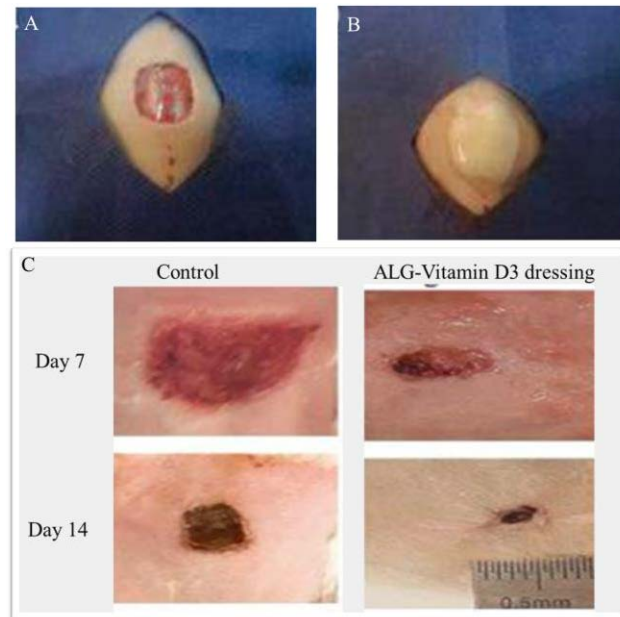 A
B
C
Control
ALG-Vitamin D3 dressing
Day 7
Day 14
0.5mm